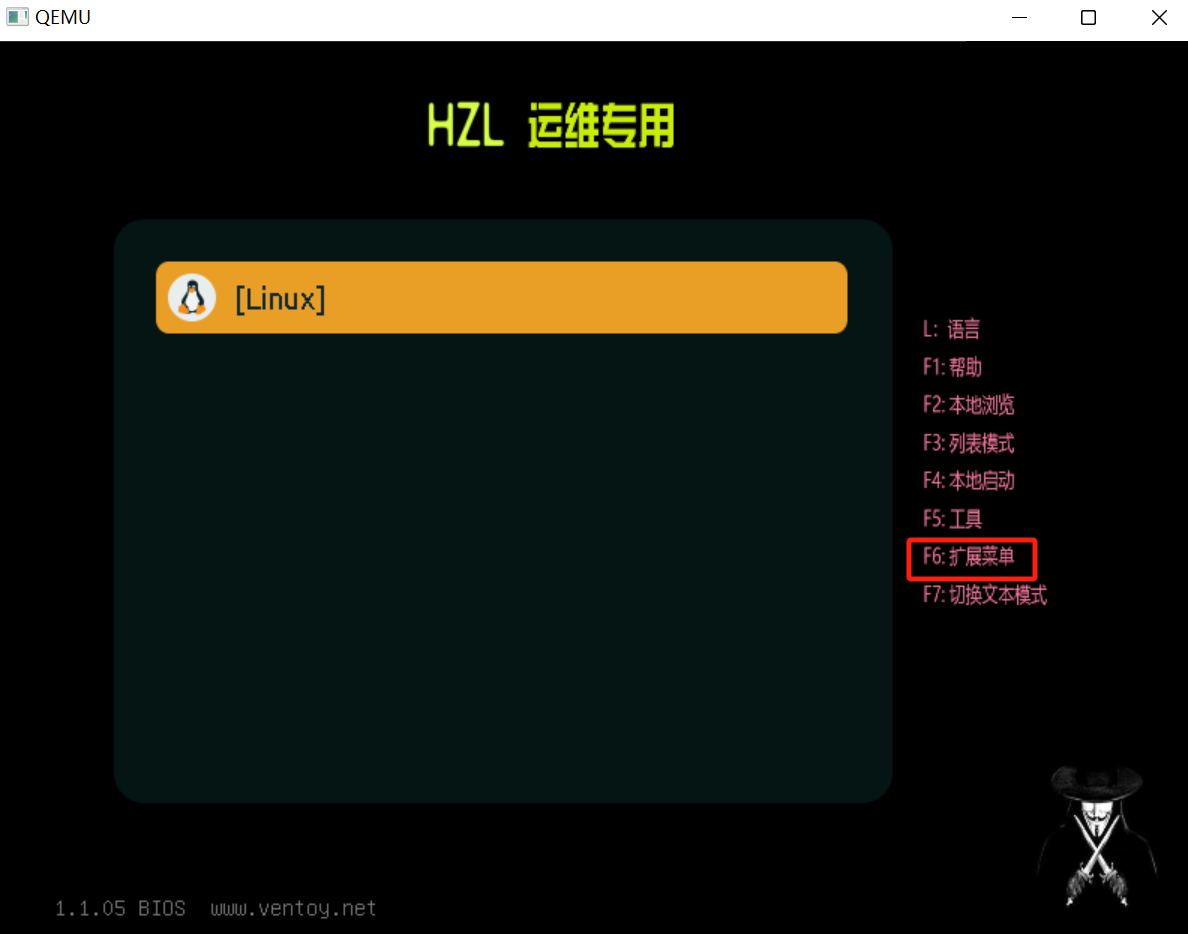 QEMU
HZL 运维专用
[Linux]
L: 语言
F1: 帮助
F2: 本地浏览
F3: 列表模式
F4: 本地启动
F5: 工具
F6: 扩展菜单
F7: 切换文本模式
1.1.05 BIOS www.ventoy.net